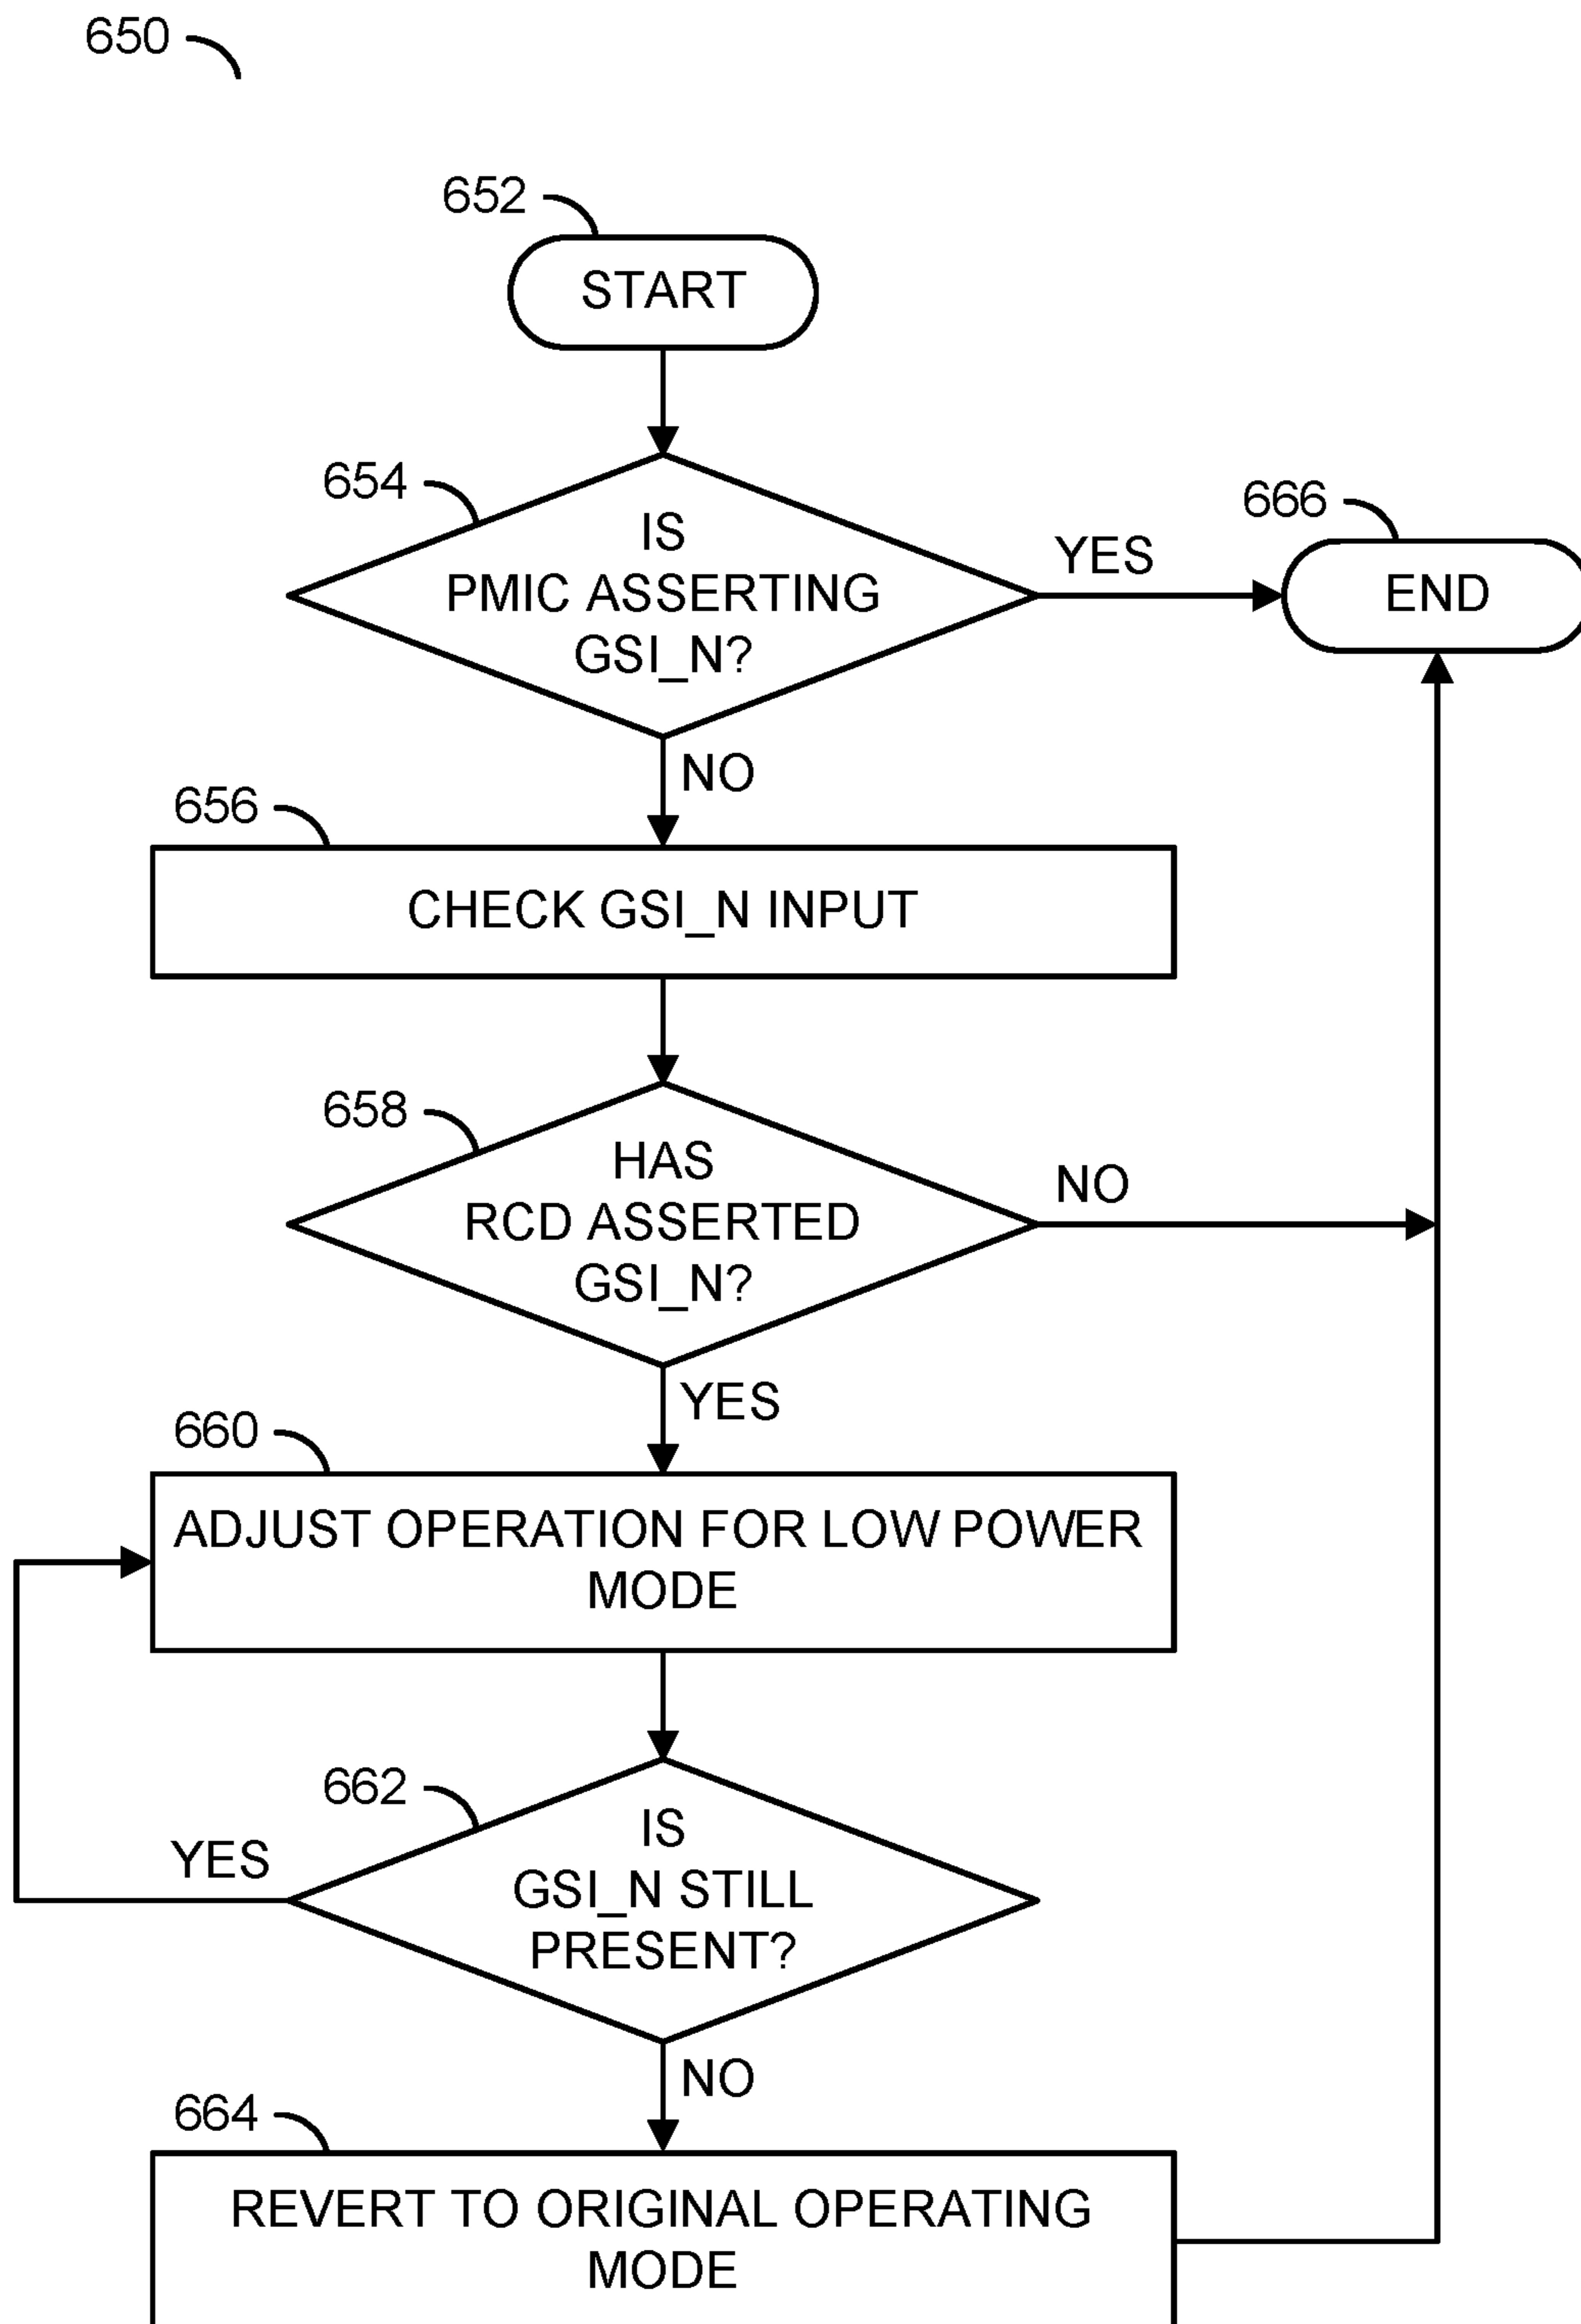 650
652
START
654
IS
PMIC ASSERTING
GSI_N?
YES
666
END
NO
656
CHECK GSI_N INPUT
658
HAS
RCD ASSERTED
GSI_N?
NO
YES
660
ADJUST OPERATION FOR LOW POWER
MODE
662
IS
GSI_N STILL
PRESENT?
YES
NO
664
REVERT TO ORIGINAL OPERATING
MODE